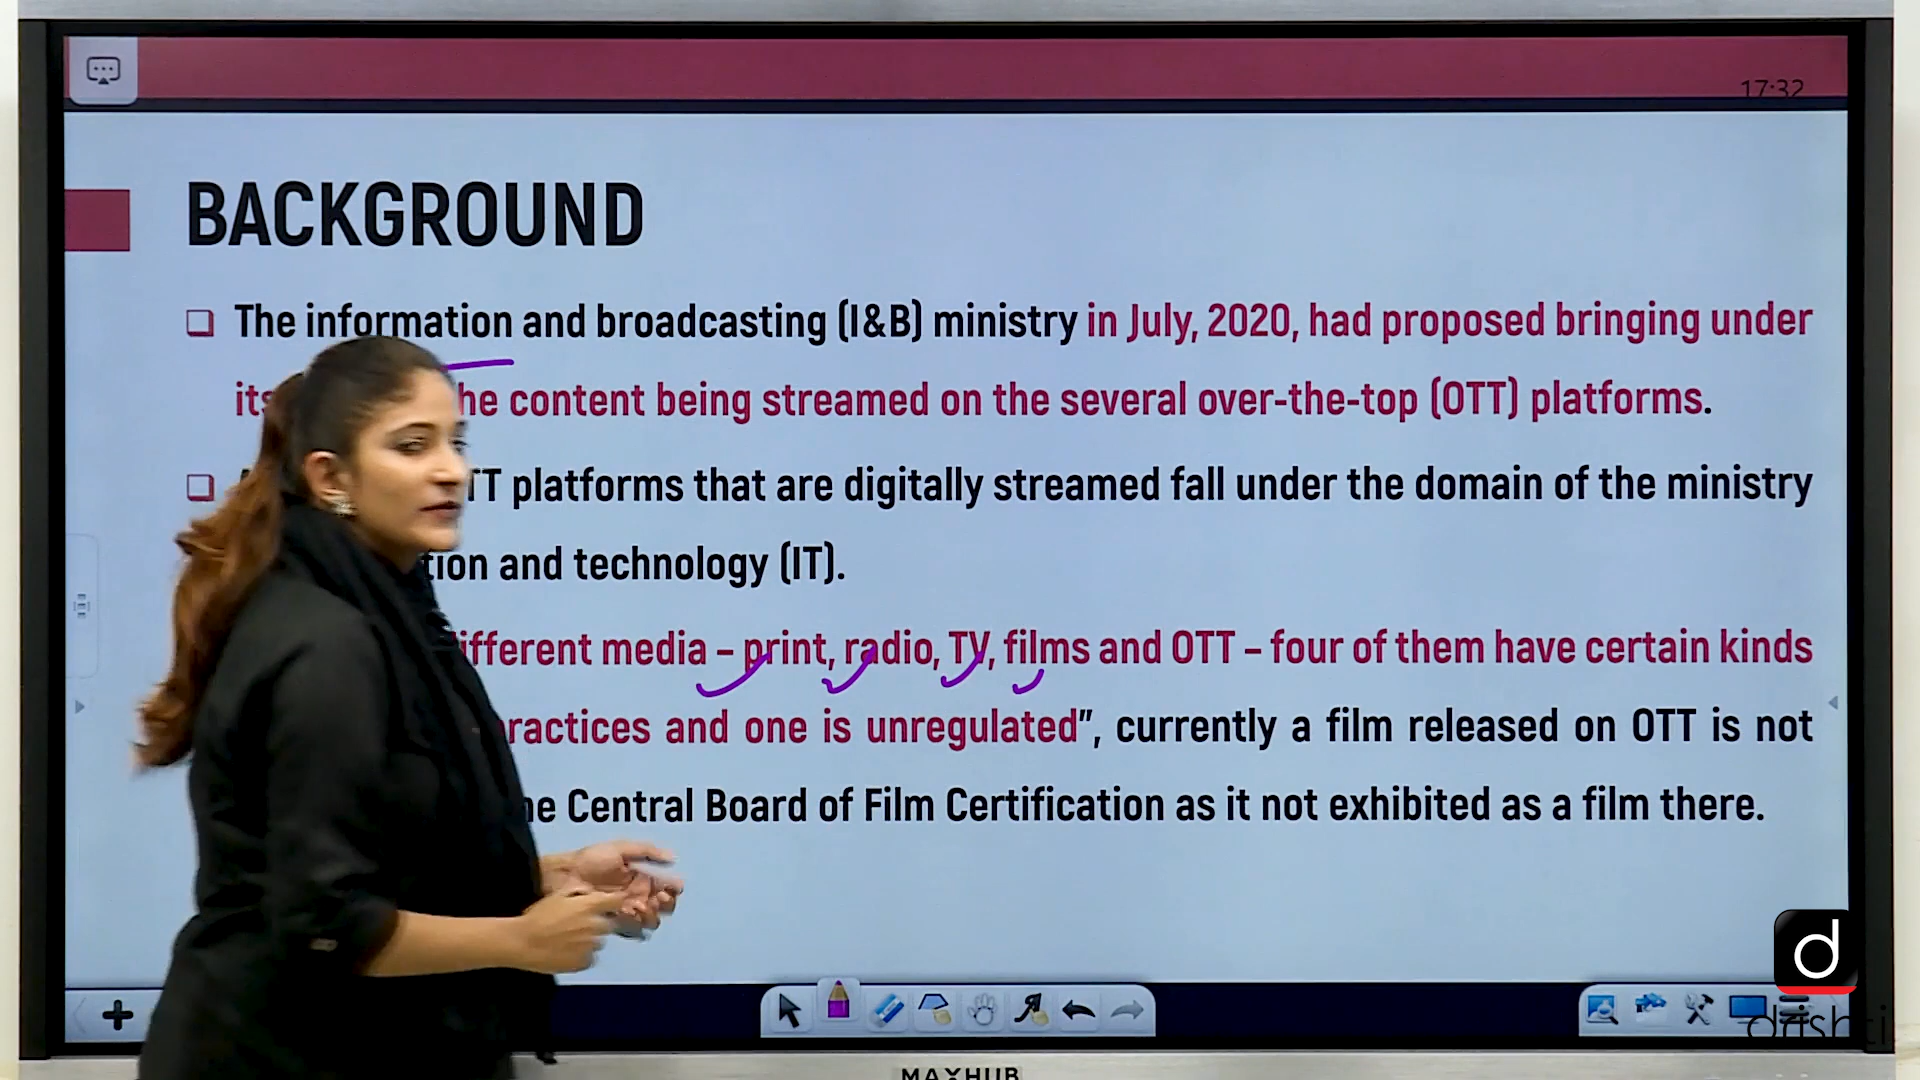 17:32
BACKGROUND
The information and broadcasting (I&B) ministry in July, 2020, had proposed bringing under
its he content being streamed on the several over-the-top (OTT) platforms.
TT platforms that are digitally streamed fall under the domain of the ministry
tion and technology (IT).
ifferent media – print, radio, TV, films and OTT – four of them have certain kinds
ractices and one is unregulated”, currently a film released on OTT is not
he Central Board of Film Certification as it not exhibited as a film there.
d
drishti
MAXHUB